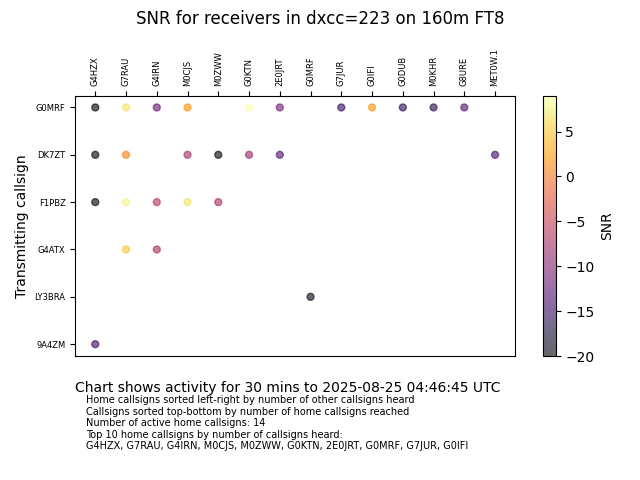 SNR for receivers in dxcc=223 on 160m FT8
G4HZX G7RAU G4IRN M0CJS M0ZWW G0KTN 2E0JRT G0MRF G7JUR G0IFI G0DUB M0KHR G8URE MET0W.1
Transmitting callsign
G0MRF
DK7ZT
F1PBZ
G4ATX
LY3BRA
9A4ZM
5
0
−5
−10
−15
−20
SNR
Chart shows activity for 30 mins to 2025-08-25 04:46:45 UTC
Home callsigns sorted left-right by number of other callsigns heard
Callsigns sorted top-bottom by number of home callsigns reached
Number of active home callsigns: 14
Top 10 home callsigns by number of callsigns heard:
G4HZX, G7RAU, G4IRN, M0CJS, M0ZWW, G0KTN, 2E0JRT, G0MRF, G7JUR, G0IFI